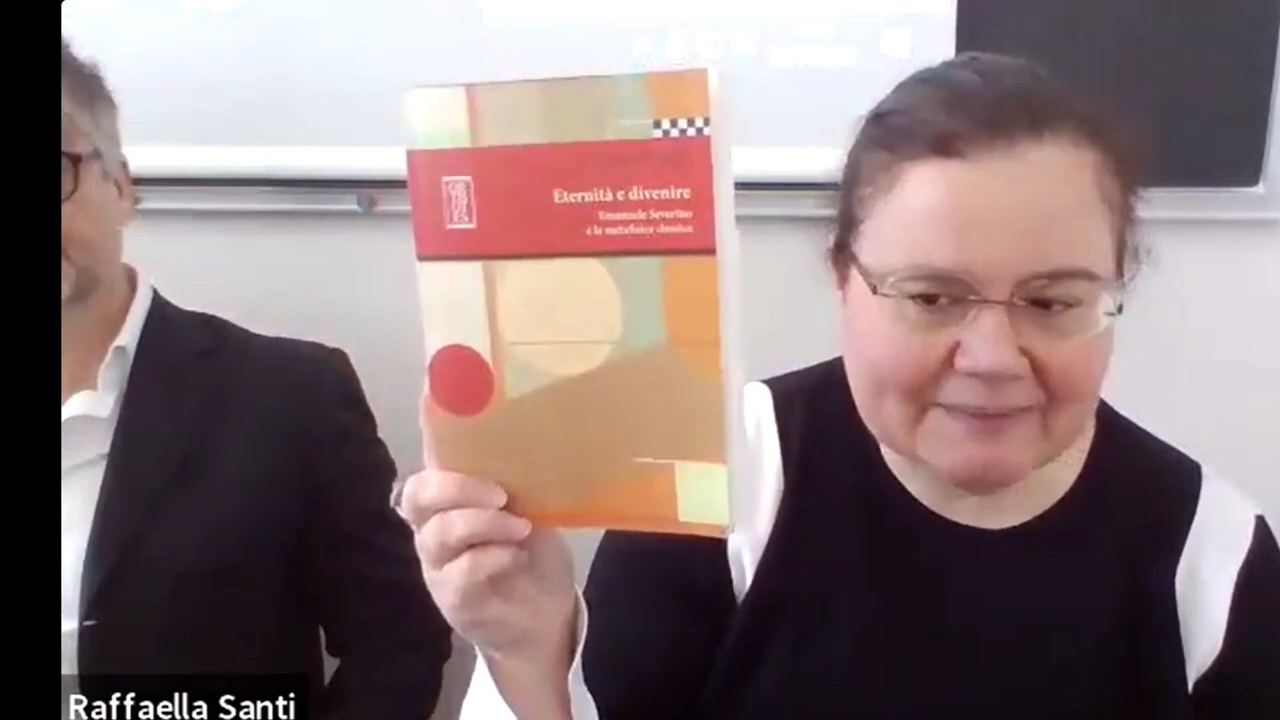 Eternità e divenire
Emanuele Severino
e la metafisica classica
Raffaella Santi